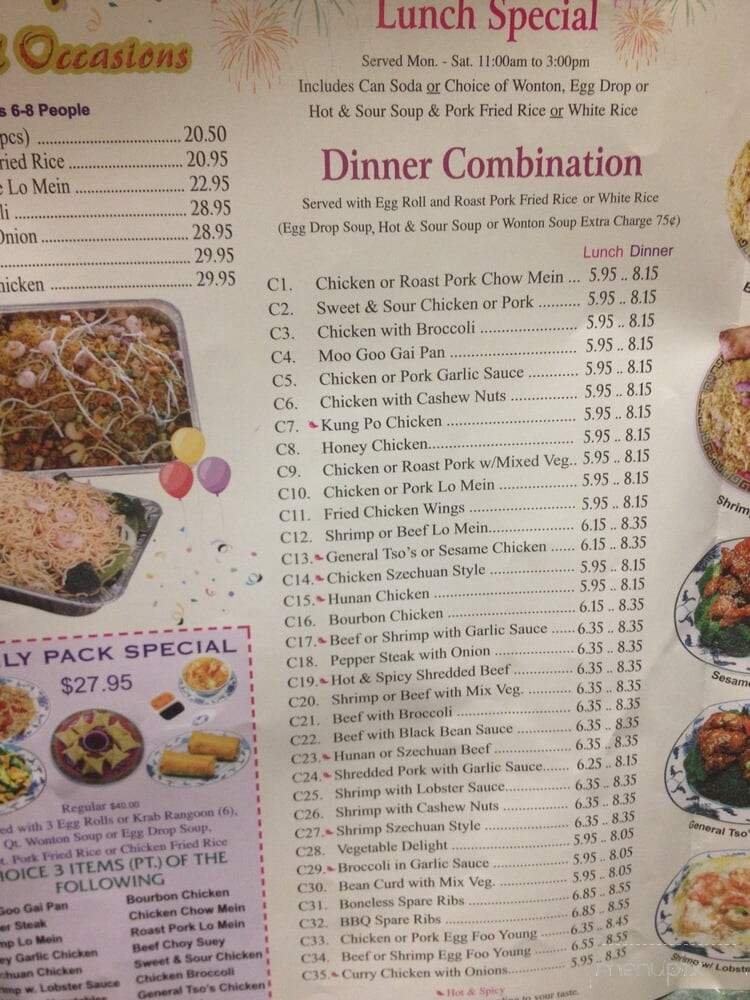 Occasions
s 6-8 People
pcs) 20.50
ried Rice 20.95
e Lo Mein 22.95
li 28.95
Onion 28.95
29.95
hicken 29.95
LY PACK SPECIAL
$27.95
Regular $40.00
ed with 3 Egg Rolls or Krab Rangoon (6),
Qt. Wonton Soup or Egg Drop Soup,
t. Pork Fried Rice or Chicken Fried Rice
HOICE 3 ITEMS (PT.) OF THE
FOLLOWING
Goo Gai Pan
er Steak
mp Lo Mein
ey Garlic Chicken
chuan Chicken
rimp w. Lobster Sauce
Bourbon Chicken
Chicken Chow Mein
Roast Pork Lo Mein
Beef Choy Suey
Sweet & Sour Chicken
Chicken Broccoli
General Tso's Chicken
Lunch Special
Served Mon. - Sat. 11:00am to 3:00pm
Includes Can Soda or Choice of Wonton, Egg Drop or
Hot & Sour Soup & Pork Fried Rice or White Rice
Dinner Combination
Served with Egg Roll and Roast Pork Fried Rice or White Rice
(Egg Drop Soup, Hot & Sour Soup or Wonton Soup Extra Charge 75¢)
Lunch Dinner
C1. Chicken or Roast Pork Chow Mein ... 5.95 .. 8.15
C2. Sweet & Sour Chicken or Pork .......... 5.95 .. 8.15
C3. Chicken with Broccoli ...................... 5.95 .. 8.15
C4. Moo Goo Gai Pan ............................ 5.95 .. 8.15
C5. Chicken or Pork Garlic Sauce ........... 5.95 .. 8.15
C6. Chicken with Cashew Nuts ............... 5.95 .. 8.15
C7. Kung Po Chicken ............................. 5.95 .. 8.15
C8. Honey Chicken................................ 5.95 .. 8.15
C9. Chicken or Roast Pork w/Mixed Veg.. 5.95 .. 8.15
C10. Chicken or Pork Lo Mein ................. 5.95 .. 8.15
C11. Fried Chicken Wings ........................ 5.95 .. 8.15
C12. Shrimp or Beef Lo Mein................... 6.15 .. 8.35
C13. General Tso's or Sesame Chicken ...... 6.15 .. 8.35
C14. Chicken Szechuan Style .................... 5.95 .. 8.15
C15. Hunan Chicken ................................ 5.95 .. 8.15
C16. Bourbon Chicken ............................. 6.15 .. 8.35
C17. Beef or Shrimp with Garlic Sauce ...... 6.35 .. 8.35
C18. Pepper Steak with Onion .................. 6.35 .. 8.35
C19. Hot & Spicy Shredded Beef .............. 6.35 .. 8.35
C20. Shrimp or Beef with Mix Veg. .......... 6.35 .. 8.35
C21. Beef with Broccoli ........................... 6.35 .. 8.35
C22. Beef with Black Bean Sauce ............. 6.35 .. 8.35
C23. Hunan or Szechuan Beef .................. 6.35 .. 8.35
C24. Shredded Pork with Garlic Sauce....... 6.25 .. 8.15
C25. Shrimp with Lobster Sauce................ 6.35 .. 8.35
C26. Shrimp with Cashew Nuts ................ 6.35 .. 8.35
C27. Shrimp Szechuan Style ..................... 6.35 .. 8.35
C28. Vegetable Delight ............................ 5.95 .. 8.05
C29. Broccoli in Garlic Sauce ................... 5.95 .. 8.05
C30. Bean Curd with Mix Veg. ................. 5.95 .. 8.05
C31. Boneless Spare Ribs ......................... 6.85 .. 8.55
C32. BBQ Spare Ribs ............................... 6.85 .. 8.55
C33. Chicken or Pork Egg Foo Young ....... 6.35 .. 8.45
C34. Beef or Shrimp Egg Foo Young ........ 6.55 .. 8.55
C35. Curry Chicken with Onions............... 5.95 .. 8.35
Hot & Spicy
to your taste.
Shrim
Sesame
General Tso'
Shrimp w/ Lobste
menupix